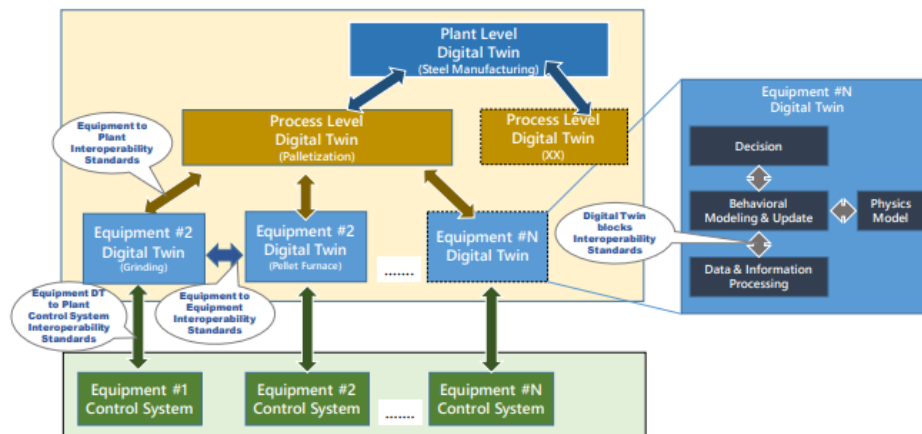 Plant Level
Digital Twin
(Steel Manufacturing)
Process Level
Digital Twin
(Palletization)
Process Level
Digital Twin
(XX)
Equipment to
Plant
Interoperability
Standards
Equipment #2
Digital Twin
(Grinding)
Equipment #2
Digital Twin
(Pellet Furnace)
.......
Equipment #N
Digital Twin
Equipment DT
to Plant
Control System
Interoperability
Standards
Equipment to
Equipment
Interoperability
Standards
Equipment #1
Control System
Equipment #2
Control System
.......
Equipment #N
Control System
Equipment #N
Digital Twin
Decision
Behavioral
Modeling & Update
Physics
Model
Digital Twin
blocks
Interoperability
Standards
Data & Information
Processing